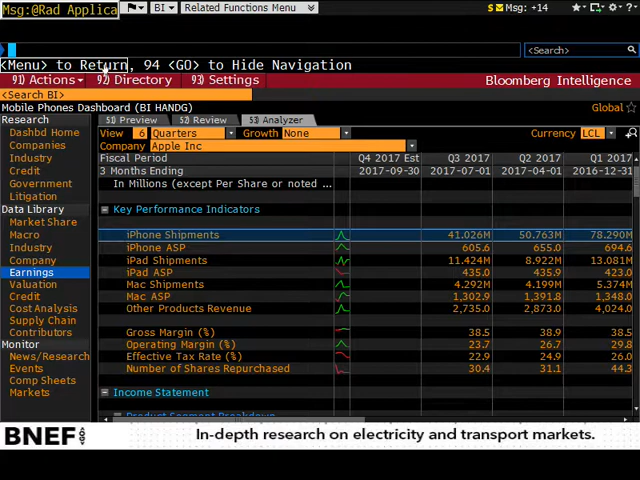 Msg:@Rad Applica BI Related Functions Menu Msg: +14
<Search>
<Menu> to Return, 94 <GO> to Hide Navigation
91) Actions 92) Directory 93) Settings Bloomberg Intelligence
<Search BI>
Mobile Phones Dashboard (BI HANDG) Global
Research
Dashbd Home
Companies
Industry
Credit
Government
Litigation
Data Library
Market Share
Macro
Industry
Company
Earnings
Valuation
Credit
Cost Analysis
Supply Chain
Contributors
Monitor
News/Research
Events
Comp Sheets
Markets
Preview Review Analyzer
View 6 Quarters Growth None Currency LCL
Company Apple Inc
Fiscal Period Q4 2017 Est Q3 2017 Q2 2017 Q1 2017
3 Months Ending 2017-09-30 2017-07-01 2017-04-01 2016-12-31
In Millions (except Per Share or noted ...
Key Performance Indicators
iPhone Shipments 41.026M 50.763M 78.290M
iPhone ASP 605.6 655.0 694.6
iPad Shipments 11.424M 8.922M 13.081M
iPad ASP 435.0 435.9 423.0
Mac Shipments 4.292M 4.199M 5.374M
Mac ASP 1,302.9 1,391.8 1,348.0
Other Products Revenue 2,735.0 2,873.0 4,024.0
Gross Margin (%) 38.5 38.9 38.5
Operating Margin (%) 23.7 26.7 29.8
Effective Tax Rate (%) 22.9 24.9 26.0
Number of Shares Repurchased 30.4 31.1 44.3
Income Statement
Product Segment Breakdown
BNEF In-depth research on electricity and transport markets.